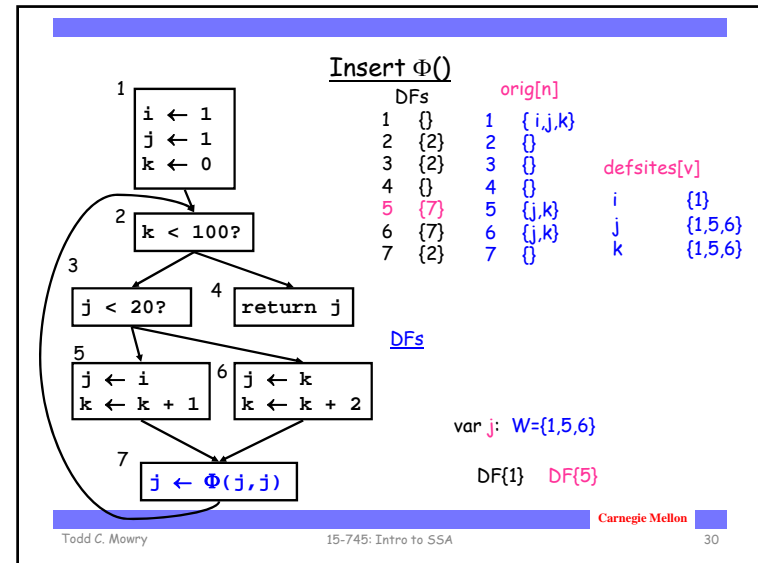 Insert Φ()
1
i ← 1
j ← 1
k ← 0
2
k < 100?
3
j < 20?
4
return j
5
j ← i
k ← k + 1
6
j ← k
k ← k + 2
7
j ← Φ(j,j)
DFs
1 {}
2 {2}
3 {2}
4 {}
5 {7}
6 {7}
7 {2}
orig[n]
1 { i,j,k}
2 {}
3 {}
4 {}
5 {j,k}
6 {j,k}
7 {}
defsites[v]
i {1}
j {1,5,6}
k {1,5,6}
DFs
var j: W={1,5,6}
DF{1} DF{5}
Carnegie Mellon
Todd C. Mowry 15-745: Intro to SSA 30